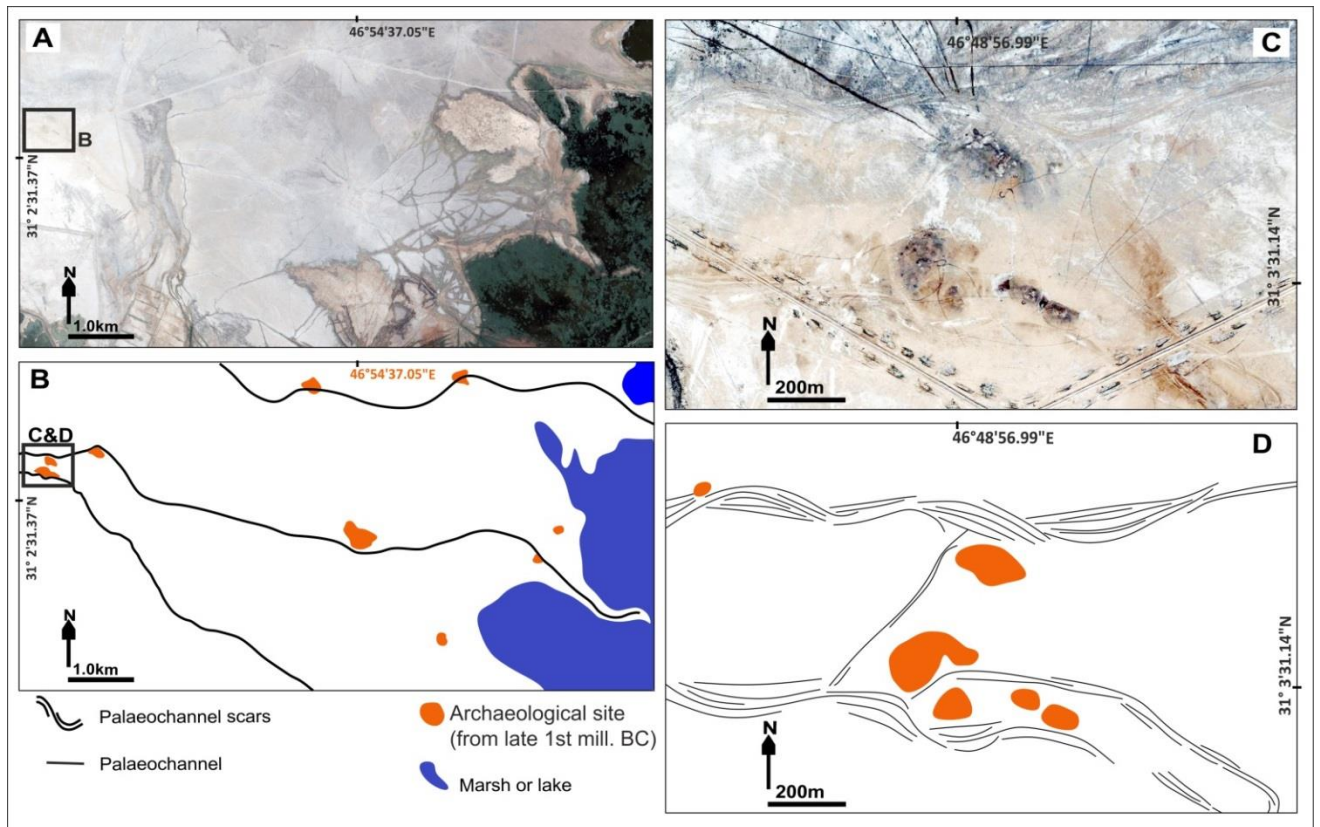 A
46°54'37.05"E
B
31° 2'31.37"N
N
1.0km
C
46°48'56.99"E
31° 3'31.14"N
N
200m
B
46°54'37.05"E
C&D
31° 2'31.37"N
N
1.0km
D
46°48'56.99"E
31° 3'31.14"N
N
200m
Palaeochannel scars
Palaeochannel
Archaeological site
(from late 1st mill. BC)
Marsh or lake